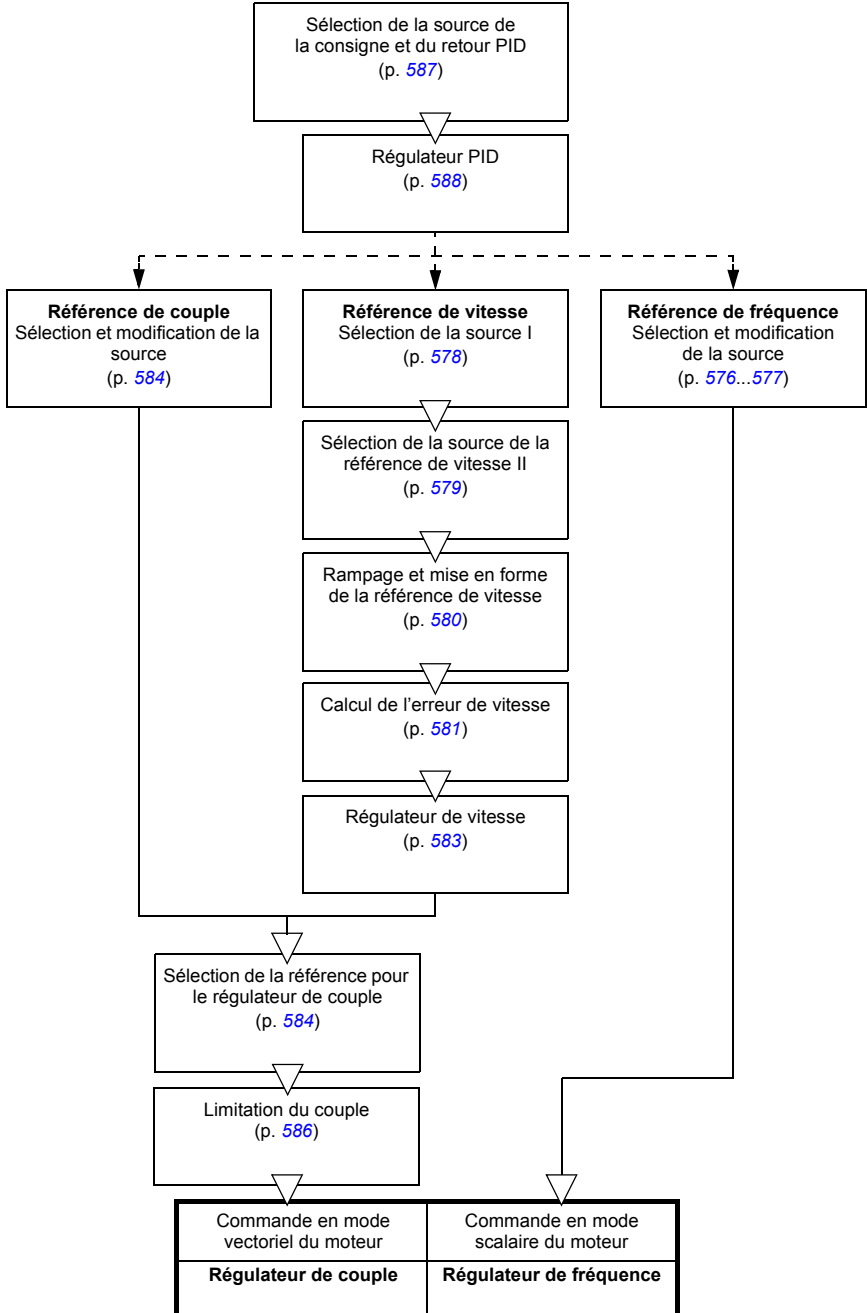 Sélection de la source de
la consigne et du retour PID
(p. 587)
Régulateur PID
(p. 588)
Référence de couple
Sélection et modification de la
source
(p. 584)
Référence de vitesse
Sélection de la source I
(p. 578)
Référence de fréquence
Sélection et modification
de la source
(p. 576...577)
Sélection de la source de la
référence de vitesse II
(p. 579)
Rampage et mise en forme
de la référence de vitesse
(p. 580)
Calcul de l'erreur de vitesse
(p. 581)
Régulateur de vitesse
(p. 583)
Sélection de la référence pour
le régulateur de couple
(p. 584)
Limitation du couple
(p. 586)
Commande en mode
vectoriel du moteur
Commande en mode
scalaire du moteur
Régulateur de couple
Régulateur de fréquence